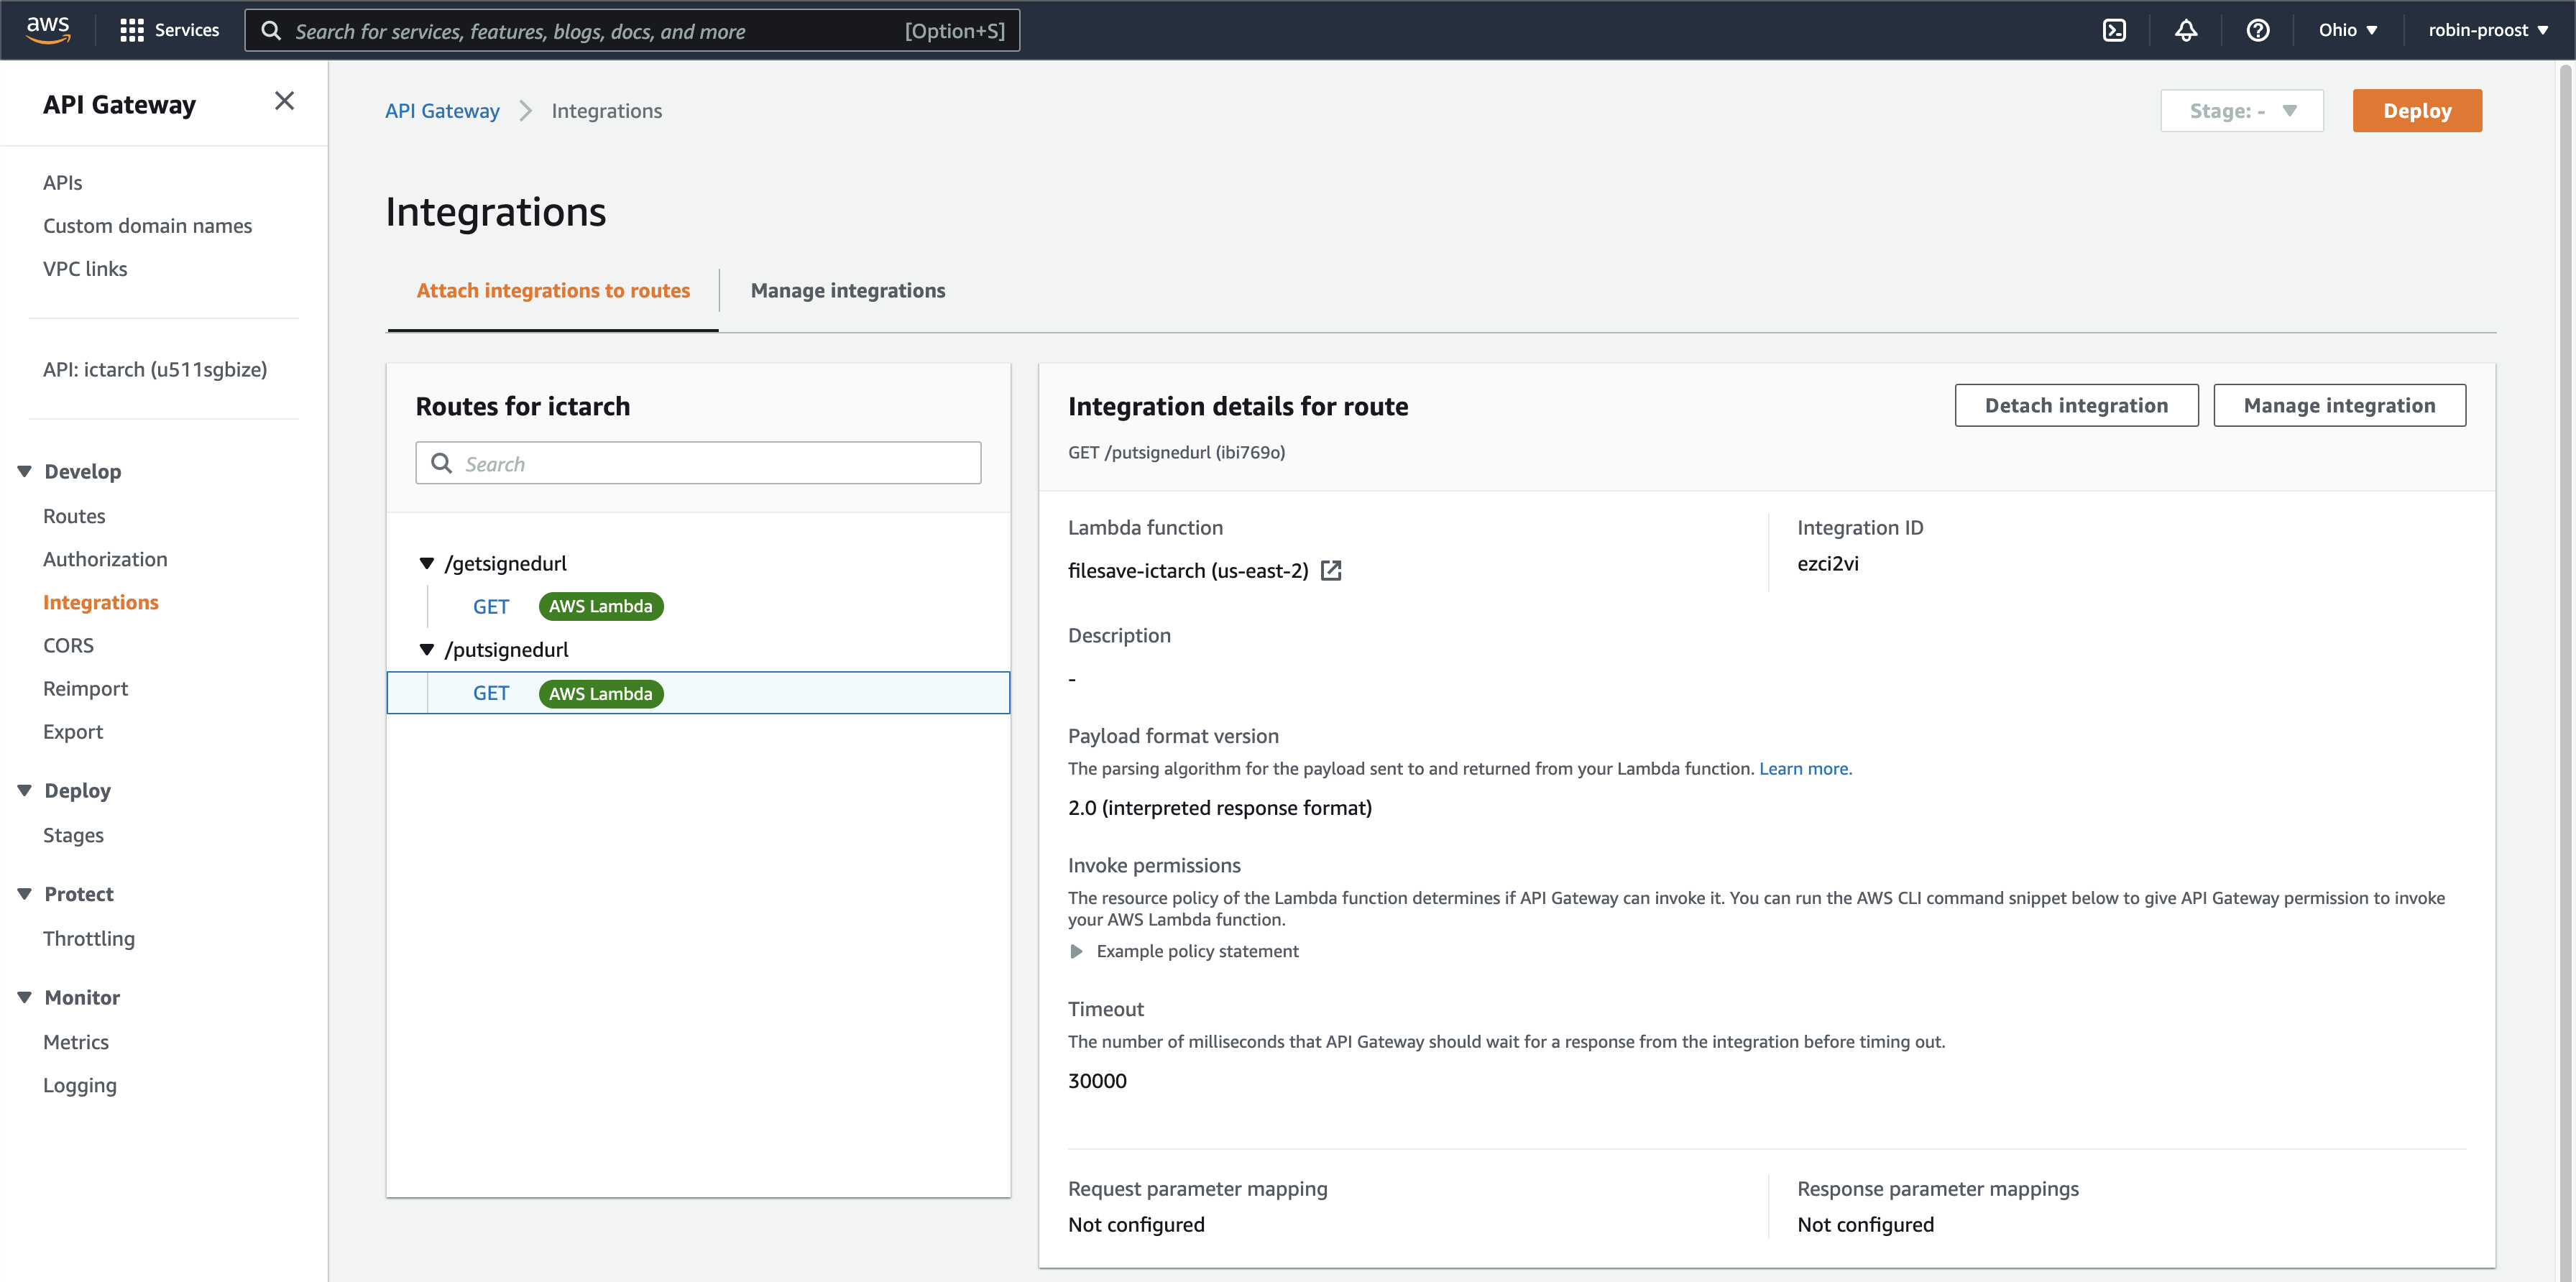 aws
Services
Search for services, features, blogs, docs, and more
[Option+S]
Ohio
robin-proost
API Gateway
APIs
Custom domain names
VPC links
API: ictarch (u511sgbize)
Develop
Routes
Authorization
Integrations
CORS
Reimport
Export
Deploy
Stages
Protect
Throttling
Monitor
Metrics
Logging
API Gateway
Integrations
Stage: -
Deploy
Integrations
Attach integrations to routes
Manage integrations
Routes for ictarch
Search
/getsignedurl
GET AWS Lambda
/putsignedurl
GET AWS Lambda
Integration details for route
Detach integration
Manage integration
GET /putsignedurl (ibi769o)
Lambda function
filesave-ictarch (us-east-2)
Integration ID
ezci2vi
Description
-
Payload format version
The parsing algorithm for the payload sent to and returned from your Lambda function. Learn more.
2.0 (interpreted response format)
Invoke permissions
The resource policy of the Lambda function determines if API Gateway can invoke it. You can run the AWS CLI command snippet below to give API Gateway permission to invoke
your AWS Lambda function.
Example policy statement
Timeout
The number of milliseconds that API Gateway should wait for a response from the integration before timing out.
30000
Request parameter mapping
Not configured
Response parameter mappings
Not configured